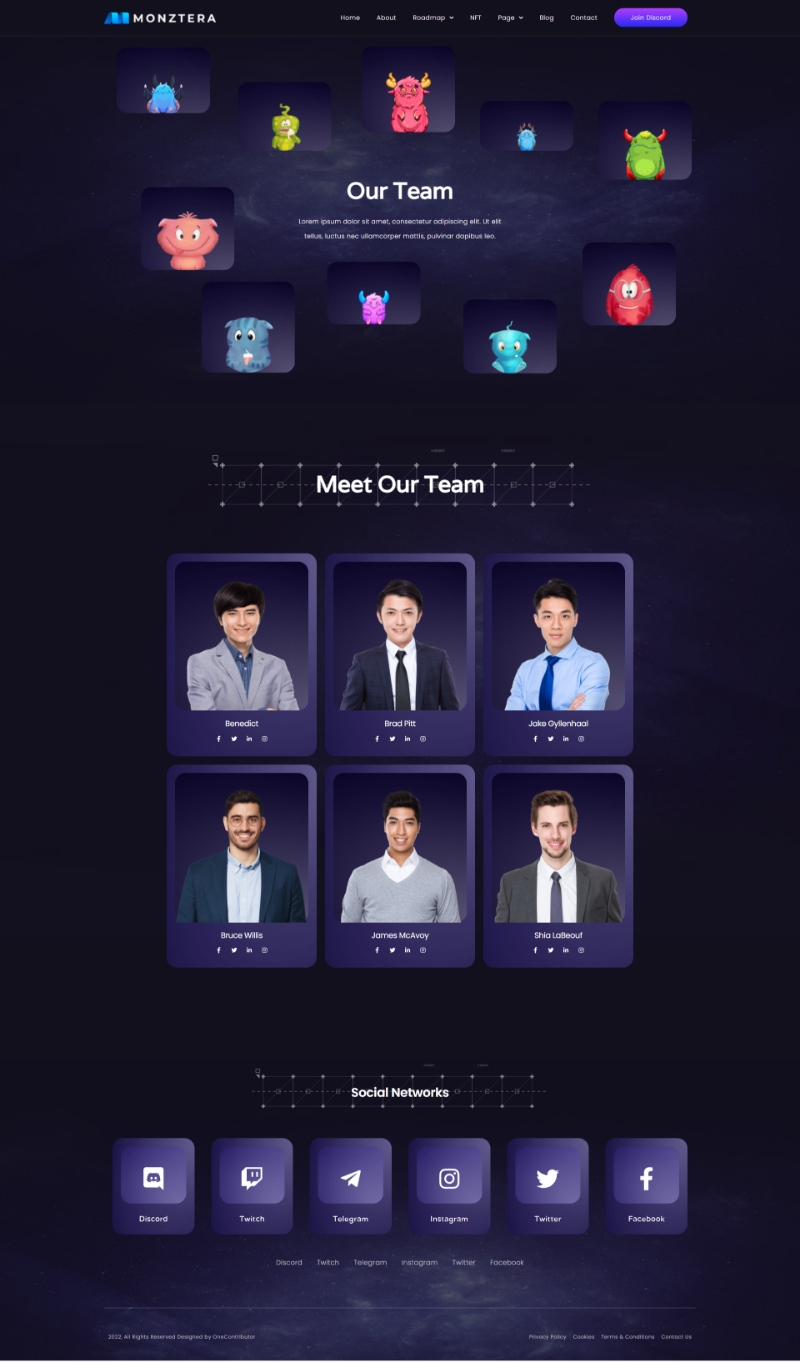 MONZTERA
Home About Roadmap NFT Page Blog Contact Join Discord
Our Team
Lorem ipsum dolor sit amet, consectetur adipiscing elit. Ut elit
tellus, luctus nec ullamcorper mattis, pulvinar dapibus leo.
Meet Our Team
Benedict
Brad Pitt
Jake Gyllenhaal
Bruce Willis
James McAvoy
Shia LaBeouf
Social Networks
Discord
Twitch
Telegram
Instagram
Twitter
Facebook
Discord Twitch Telegram Instagram Twitter Facebook
2022, All Rights Reserved Designed by OneContributor
Privacy Policy Cookies Terms & Conditions Contact Us